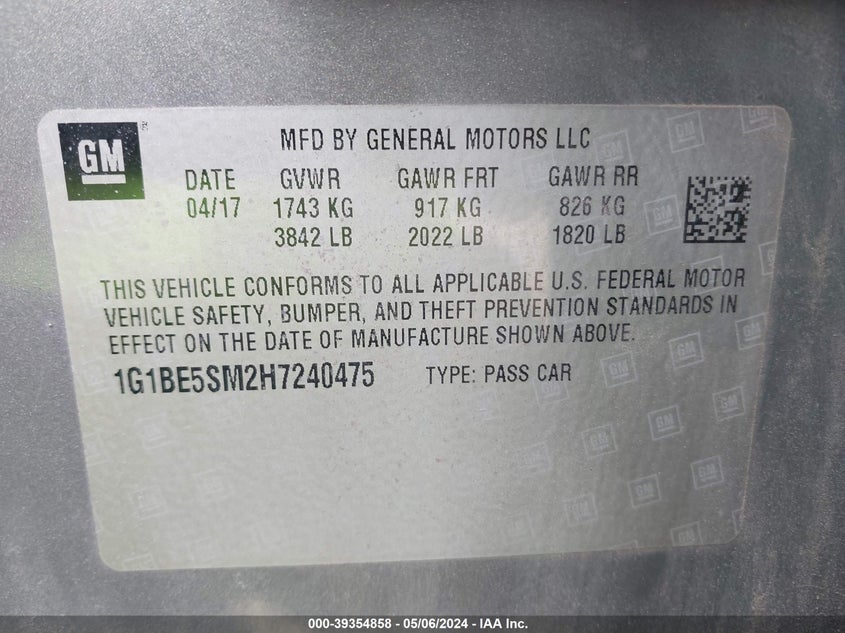 GM
MFD BY GENERAL MOTORS LLC
DATE GVWR GAWR FRT GAWR RR
04/17 1743 KG 917 KG 826 KG
3842 LB 2022 LB 1820 LB
THIS VEHICLE CONFORMS TO ALL APPLICABLE U.S. FEDERAL MOTOR
VEHICLE SAFETY, BUMPER, AND THEFT PREVENTION STANDARDS IN
EFFECT ON THE DATE OF MANUFACTURE SHOWN ABOVE.
1G1BE5SM2H7240475 TYPE: PASS CAR
000-39354858 - 05/06/2024 - IAA Inc.